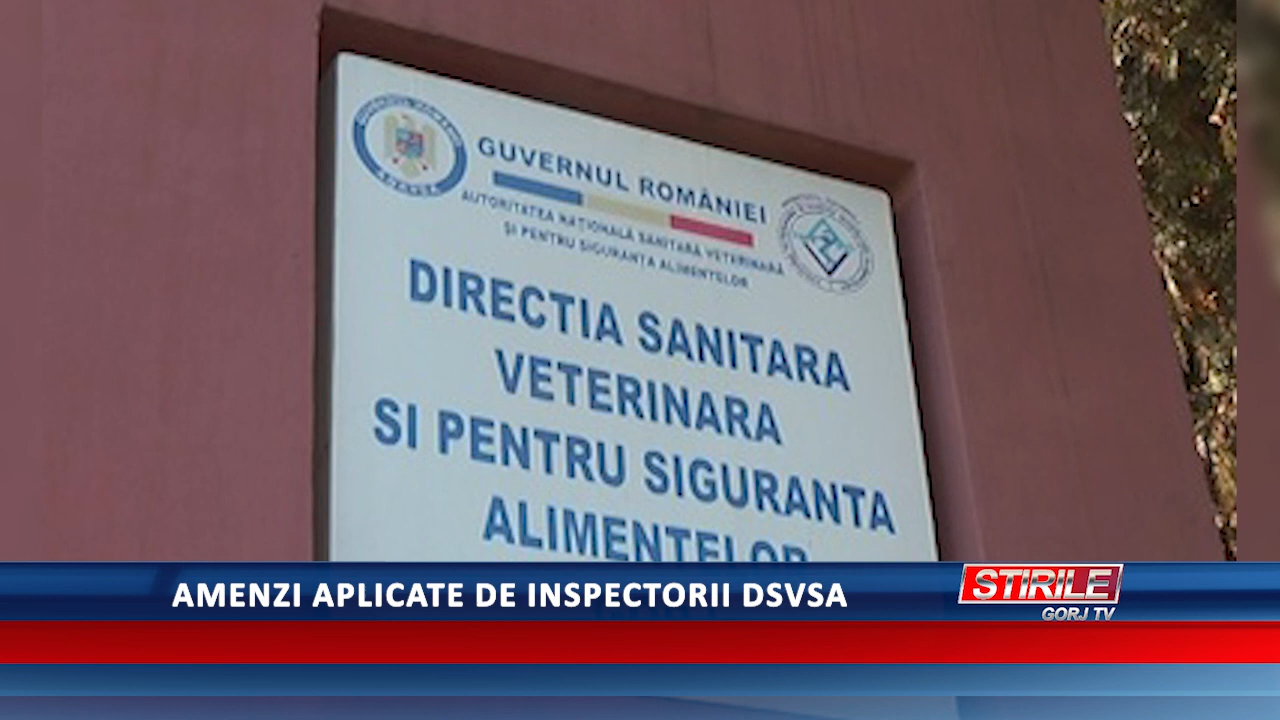 GUVERNUL ROMÂNIEI
AUTORITATEA NAȚIONALĂ SANITARĂ VETERINARĂ
ȘI PENTRU SIGURANȚA ALIMENTELOR
DIRECTIA SANITARA
VETERINARA
SI PENTRU SIGURANTA
ALIMENTELOR
AMENZI APLICATE DE INSPECTORII DSVSA
STIRILE
GORJ TV